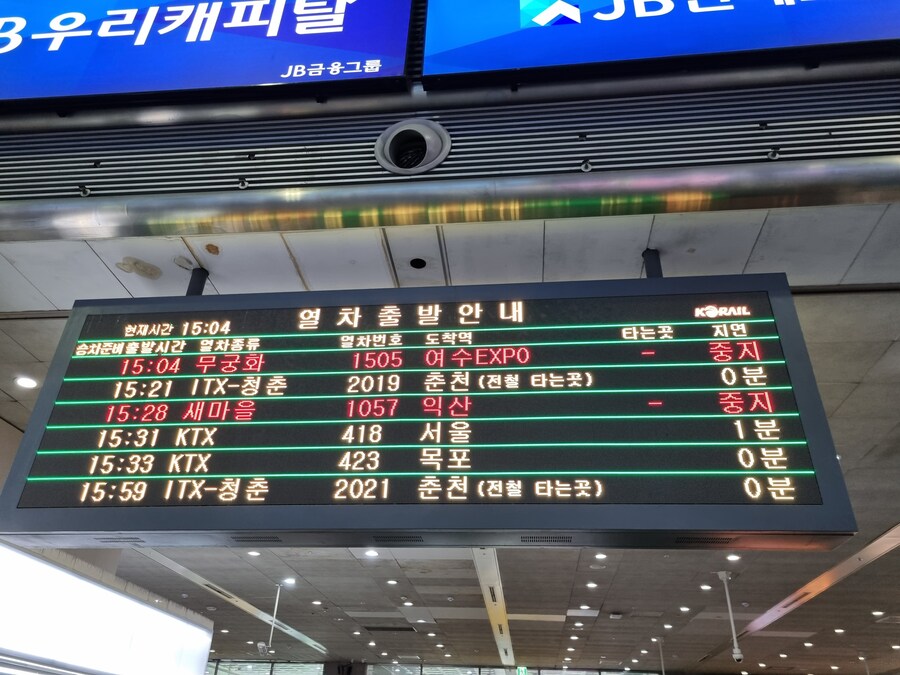 B우리캐피탈
JB금융그룹
JB
현재시간 15:04 열차출발안내 KORAIL
승차준비 출발시간 열차종류 열차번호 도착역 타는곳 지연
15:04 무궁화 1505 여수EXPO - 중지
15:21 ITX-청춘 2019 춘천(전철 타는곳) 0분
15:28 새마을 1057 익산 - 중지
15:31 KTX 418 서울 1분
15:33 KTX 423 목포 0분
15:59 ITX-청춘 2021 춘천(전철 타는곳) 0분